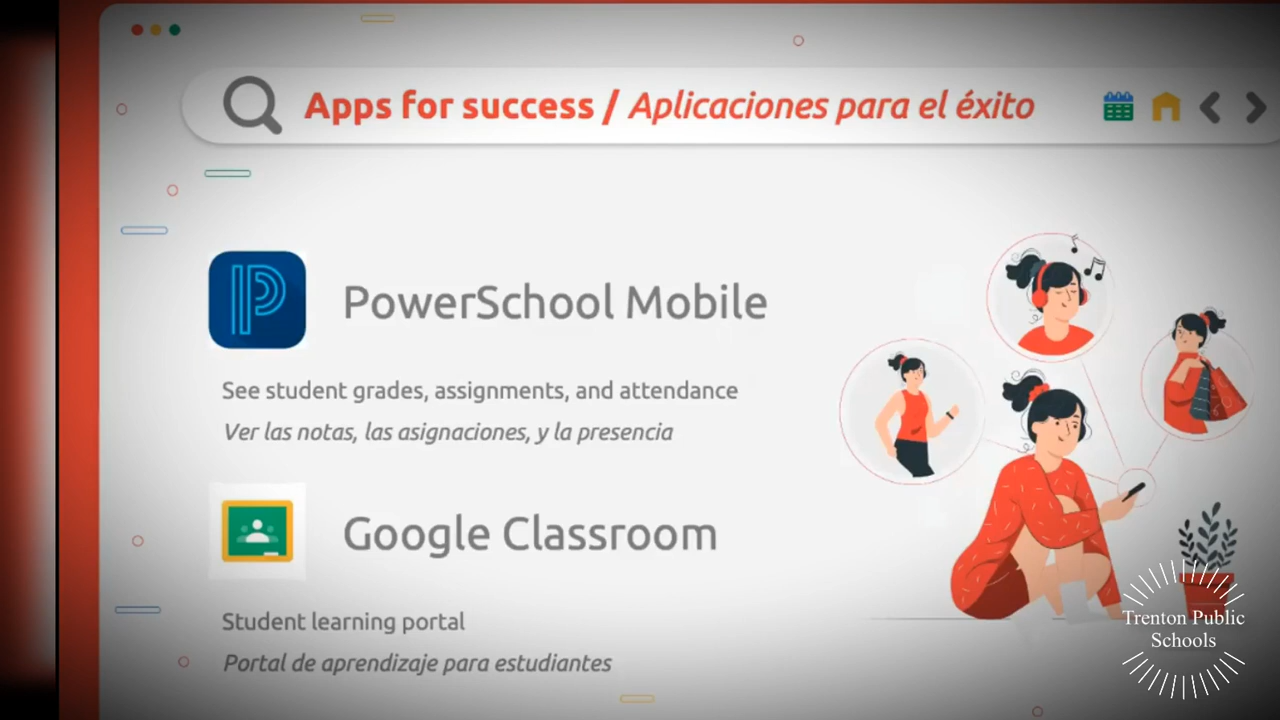 Apps for success / Aplicaciones para el éxito
PowerSchool Mobile
See student grades, assignments, and attendance
Ver las notas, las asignaciones, y la presencia
Google Classroom
Student learning portal
Portal de aprendizaje para estudiantes
Trenton Public
Schools